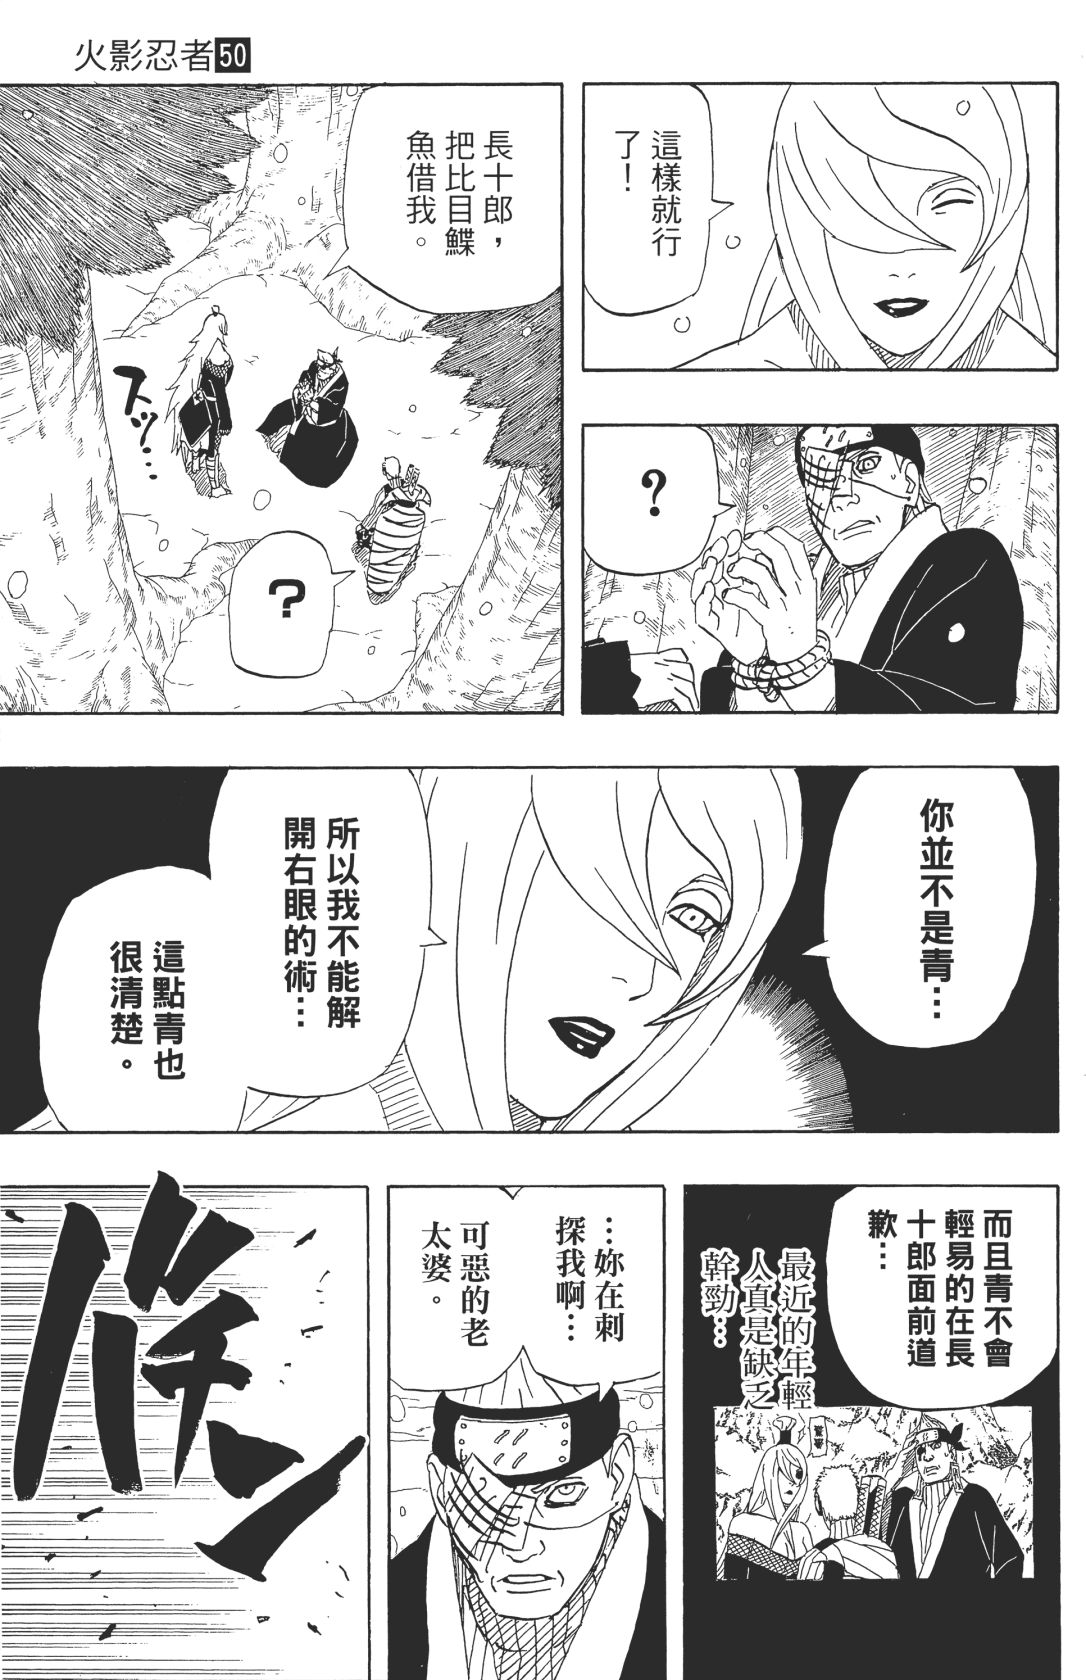 火影忍者50
這樣就行
了！
？
長十郎，
把比目鰈
魚借我。
スッ…
？
你並不是青…
所以我不能解
開右眼的術…
這點青也
很清楚。
而且青不會
輕易的在長
十郎面前道
歉…
最近的年輕
人真是缺乏
幹勁…
…妳在刺
探我啊…
可惡的老
太婆。